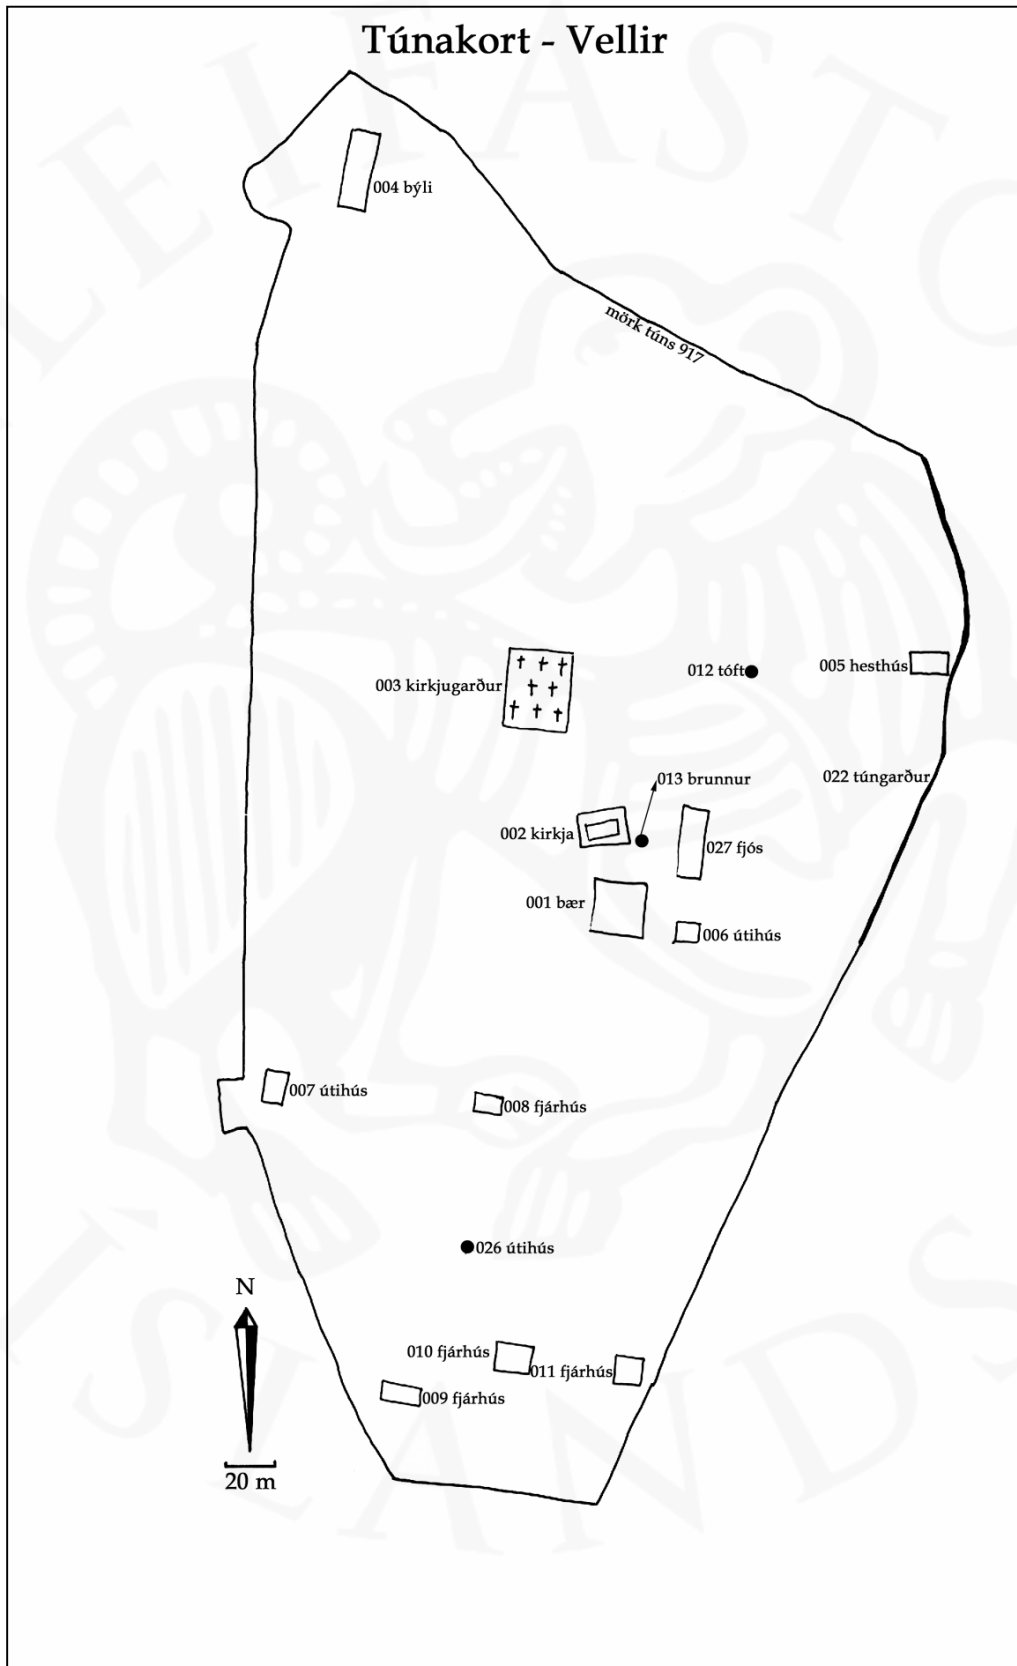 Túnakort - Vellir
004 býli
mörk túns 917
012 tóft
005 hesthús
003 kirkjugarður
013 brunnur
022 túngarður
002 kirkja
027 fjós
001 bær
006 útihús
007 útihús
008 fjárhús
026 útihús
N
010 fjárhús
011 fjárhús
009 fjárhús
20 m
LEIFASTO
ÍSLANDS